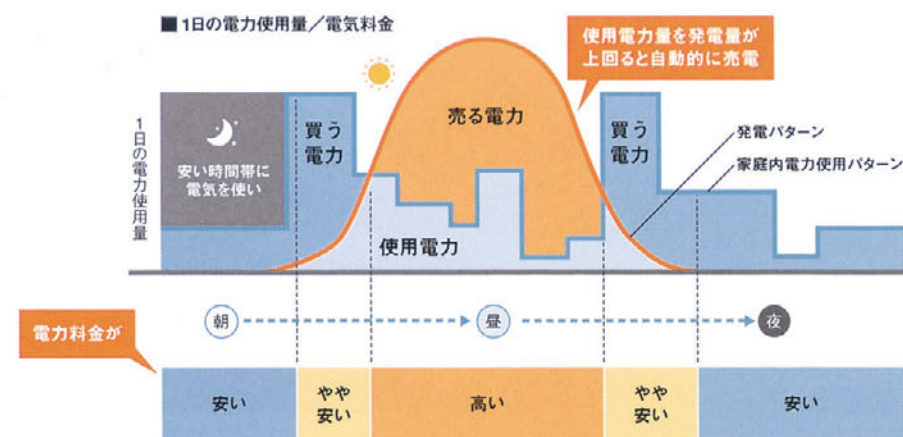 ■ 1日の電力使用量／電気料金
使用電力量を発電量が
上回ると自動的に売電
1日の電力使用量
安い時間帯に
電気を使い
買う
電力
売る電力
買う
電力
発電パターン
家庭内電力使用パターン
使用電力
朝
昼
夜
電力料金が
安い
やや
安い
高い
やや
安い
安い